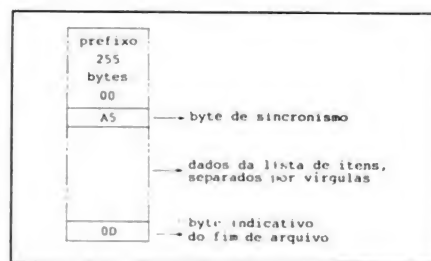 prefixo
255
bytes
00
A5
byte de sincronismo
dados da lista de itens,
separados por vírgulas
0D
byte indicativo
do fim de arquivo